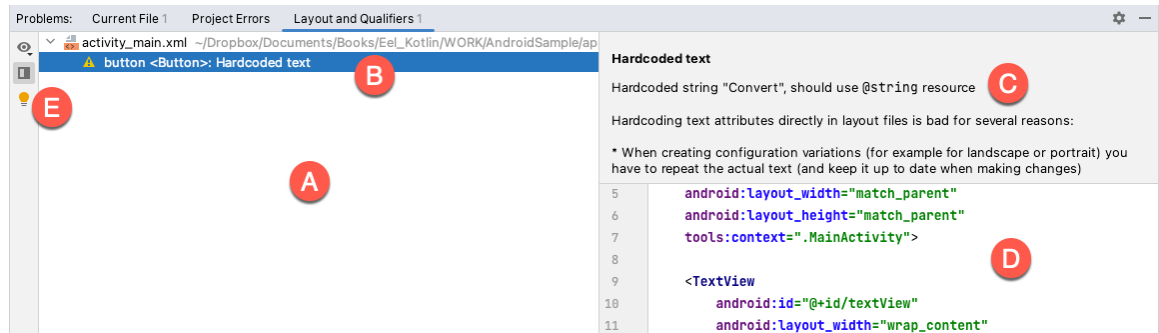 Problems: Current File 1 Project Errors Layout and Qualifiers 1
activity_main.xml ~/Dropbox/Documents/Books/Eel_Kotlin/WORK/AndroidSample/ap
button <Button>: Hardcoded text
B
E
A
Hardcoded text
Hardcoded string "Convert", should use @string resource
C
Hardcoding text attributes directly in layout files is bad for several reasons:
* When creating configuration variations (for example for landscape or portrait) you
have to repeat the actual text (and keep it up to date when making changes)
5 android:layout_width="match_parent"
6 android:layout_height="match_parent"
7 tools:context=".MainActivity">
8
D
9 <TextView
10 android:id="@+id/textView"
11 android:layout_width="wrap_content"